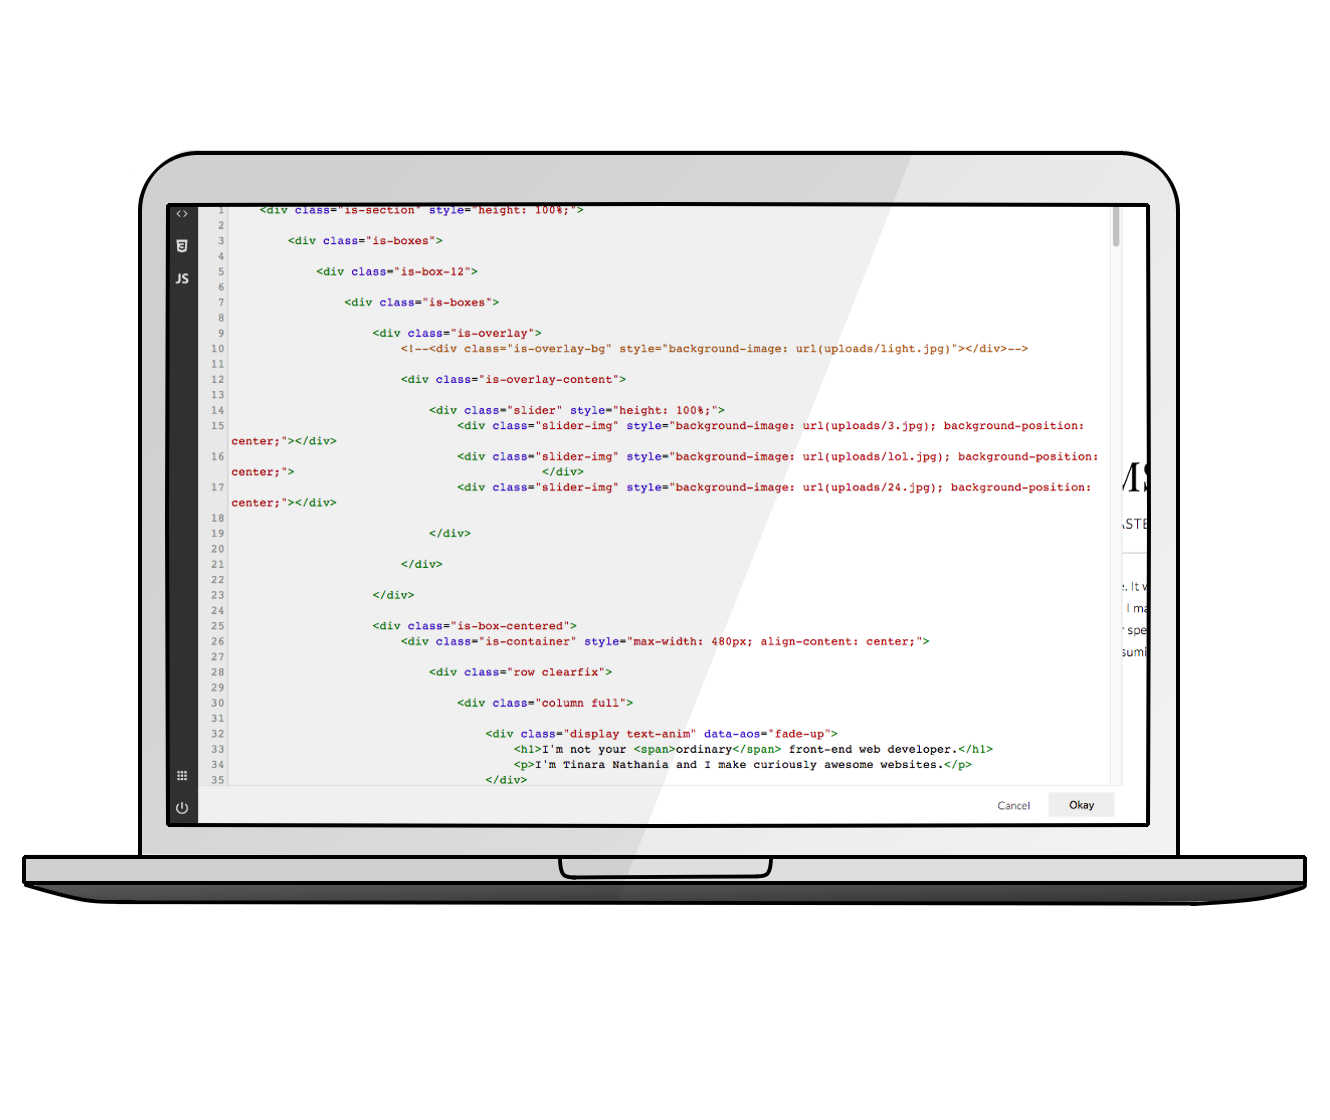 <>
JS
1 <div class="is-section" style="height: 100%;">
2
3 <div class="is-boxes">
4
5 <div class="is-box-12">
6
7 <div class="is-boxes">
8
9 <div class="is-overlay">
10 <!--<div class="is-overlay-bg" style="background-image: url(uploads/light.jpg)"></div>-->
11
12 <div class="is-overlay-content">
13
14 <div class="slider" style="height: 100%;">
15 <div class="slider-img" style="background-image: url(uploads/3.jpg); background-position:
center;"></div>
16 <div class="slider-img" style="background-image: url(uploads/lol.jpg); background-position:
center;"> </div>
17 <div class="slider-img" style="background-image: url(uploads/24.jpg); background-position:
center;"></div>
18
19 </div>
20
21 </div>
22
23 </div>
24
25 <div class="is-box-centered">
26 <div class="is-container" style="max-width: 480px; align-content: center;">
27
28 <div class="row clearfix">
29
30 <div class="column full">
31
32 <div class="display text-anim" data-aos="fade-up">
33 <h1>I'm not your <span>ordinary</span> front-end web developer.</h1>
34 <p>I'm Tinara Nathania and I make curiously awesome websites.</p>
35 </div>
Cancel Okay